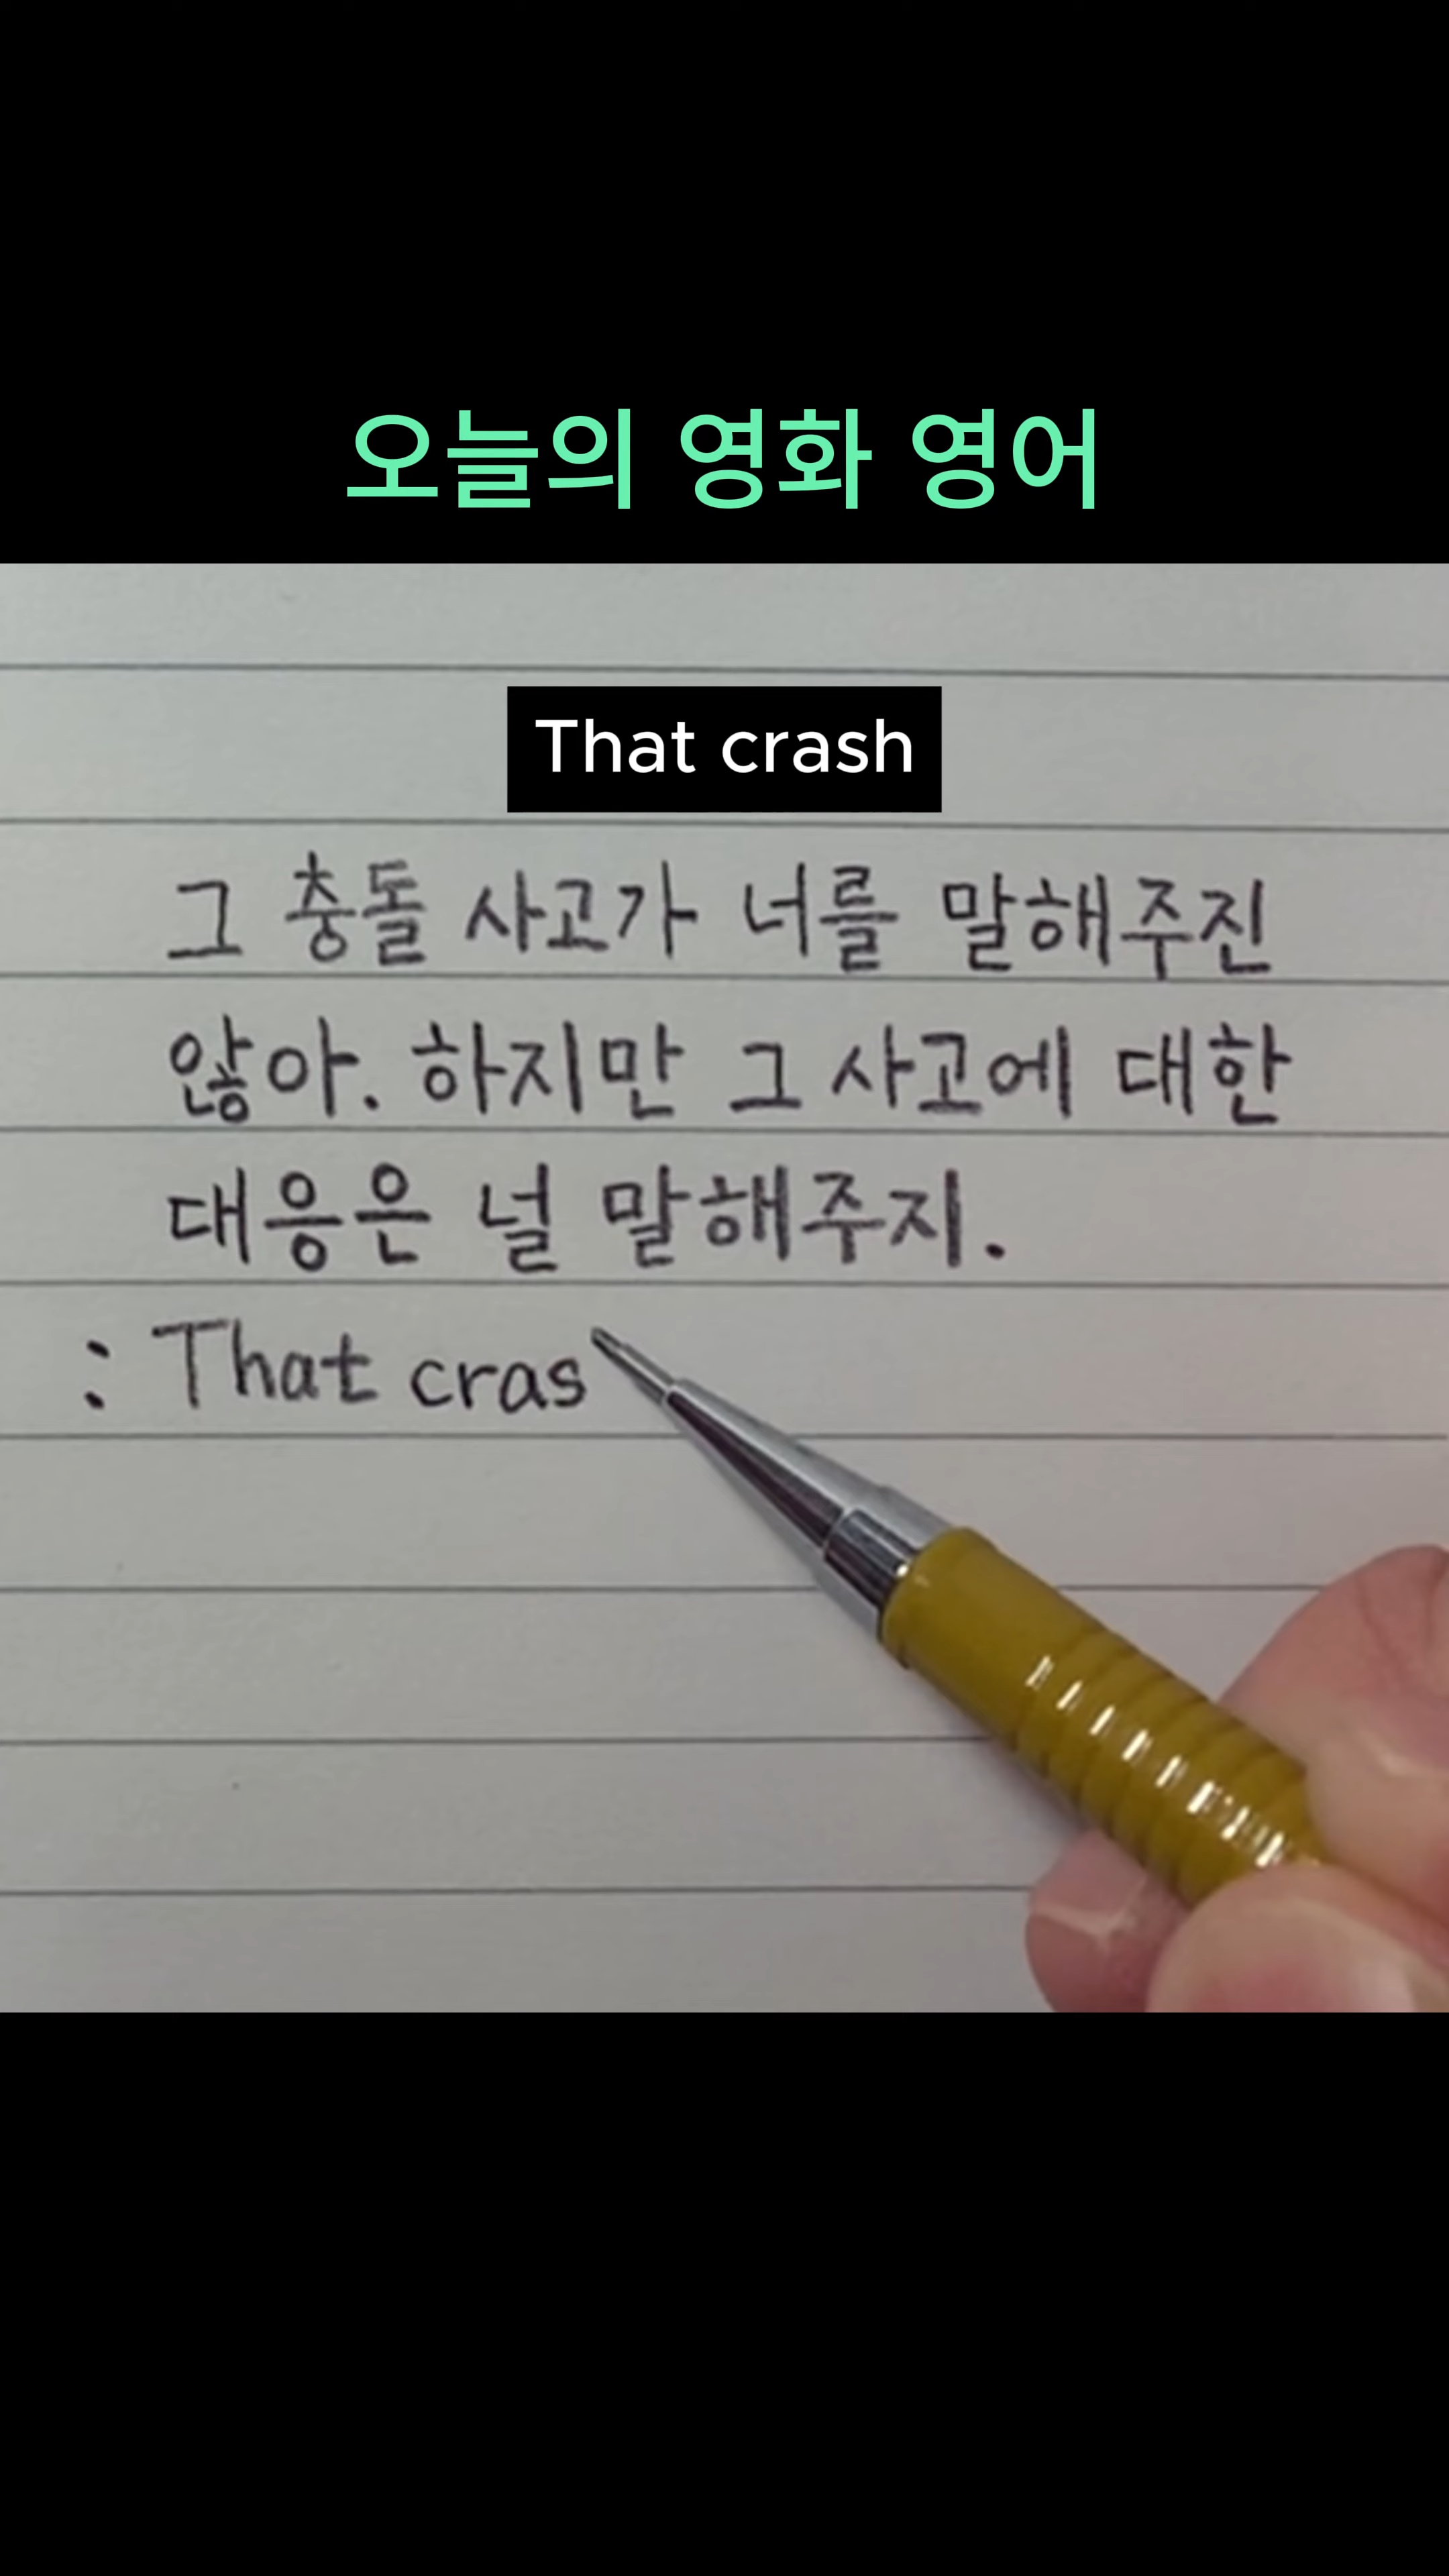 오늘의 영화 영어
That crash
그 충돌 사고가 너를 말해주진
않아. 하지만 그 사고에 대한
대응은 널 말해주지.
: That cras